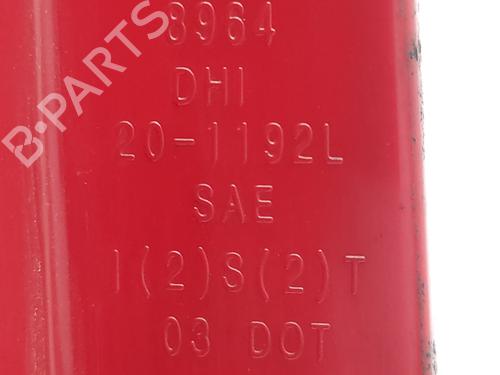 B-PARTS
8964
DHI
20-1192L
SAE
I(2)S(2)T
03 DOT